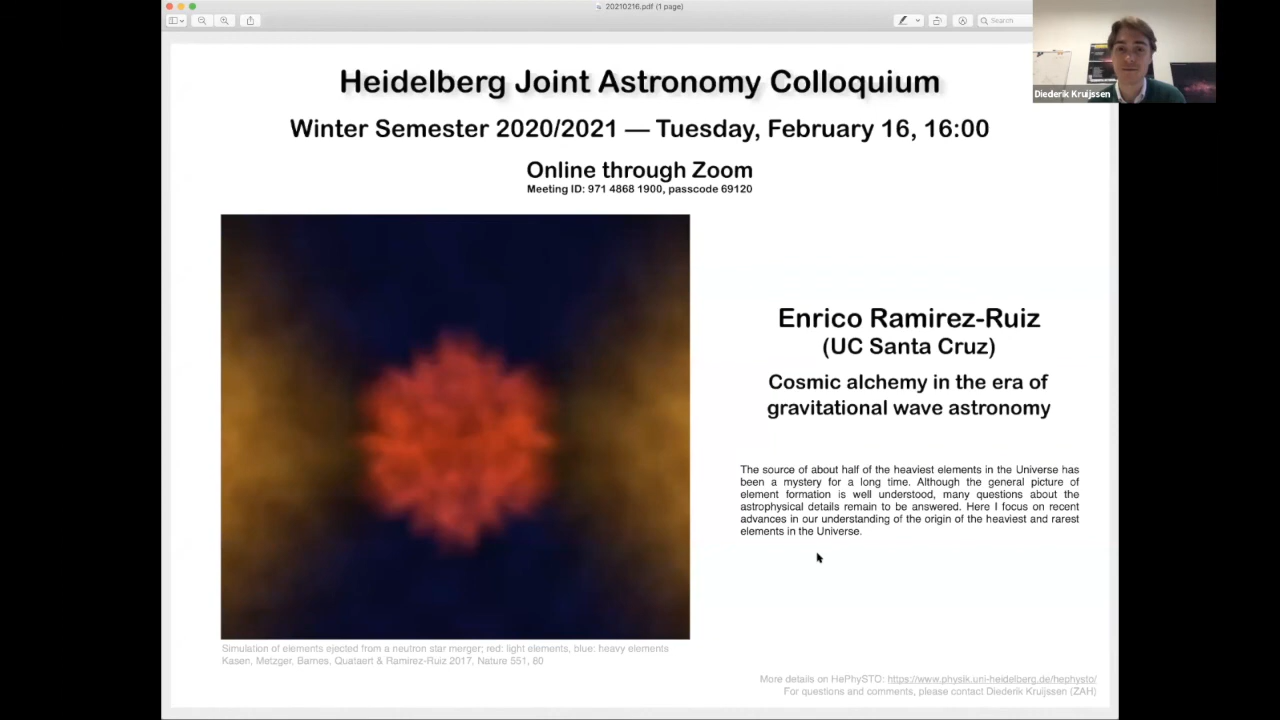 20210216.pdf (1 page)
Search
Diederik Kruijssen
Heidelberg Joint Astronomy Colloquium
Winter Semester 2020/2021 — Tuesday, February 16, 16:00
Online through Zoom
Meeting ID: 971 4868 1900, passcode 69120
Enrico Ramirez-Ruiz
(UC Santa Cruz)
Cosmic alchemy in the era of
gravitational wave astronomy
The source of about half of the heaviest elements in the Universe has
been a mystery for a long time. Although the general picture of
element formation is well understood, many questions about the
astrophysical details remain to be answered. Here I focus on recent
advances in our understanding of the origin of the heaviest and rarest
elements in the Universe.
Simulation of elements ejected from a neutron star merger; red: light elements, blue: heavy elements
Kasen, Metzger, Barnes, Quataert & Ramirez-Ruiz 2017, Nature 551, 80
More details on HePhySTO: https://www.physik.uni-heidelberg.de/hephysto/
For questions and comments, please contact Diederik Kruijssen (ZAH)